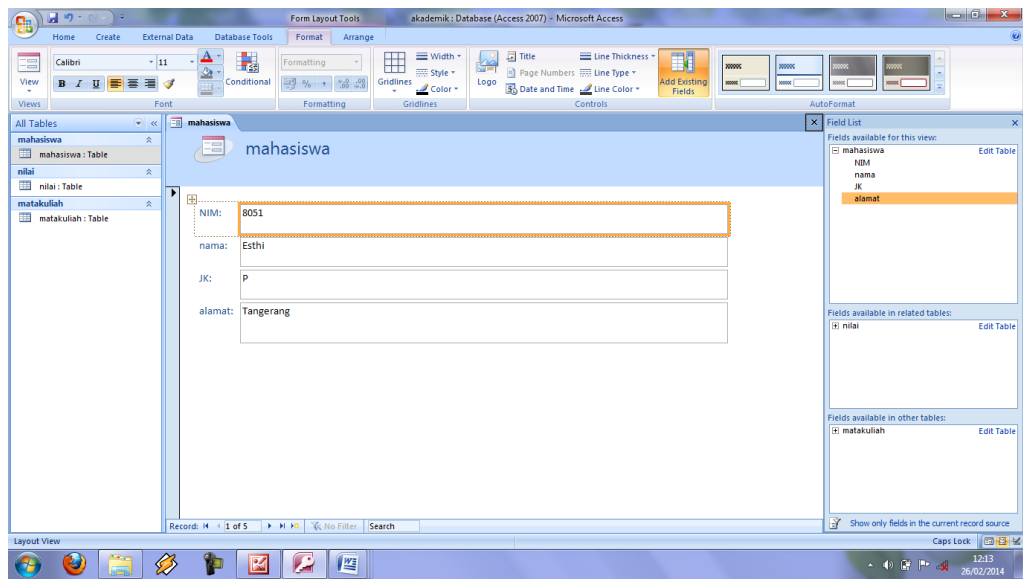 Form Layout Tools
akademik : Database (Access 2007) - Microsoft Access
Home Create External Data Database Tools Format Arrange
View
Views
Calibri 11
B I U
Conditional
Font
Formatting
Formatting
Gridlines
Width
Style
Color
Gridlines
Logo
Title
Page Numbers
Date and Time
Line Thickness
Line Type
Line Color
Add Existing Fields
Controls
AutoFormat
All Tables
mahasiswa
mahasiswa : Table
nilai
nilai : Table
matakuliah
matakuliah : Table
mahasiswa
mahasiswa
NIM: 8051
nama: Esthi
JK: P
alamat: Tangerang
Record: 1 of 5 No Filter Search
Field List
Fields available for this view:
mahasiswa Edit Table
NIM
nama
JK
alamat
Fields available in related tables:
nilai Edit Table
Fields available in other tables:
matakuliah Edit Table
Show only fields in the current record source
Layout View
Caps Lock
12:13
26/02/2014